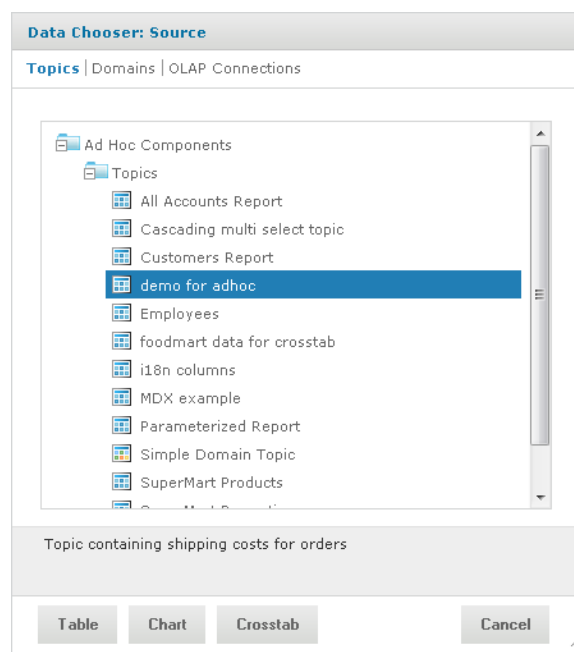 Data Chooser: Source
Topics | Domains | OLAP Connections
Ad Hoc Components
Topics
All Accounts Report
Cascading multi select topic
Customers Report
demo for adhoc
Employees
foodmart data for crosstab
i18n columns
MDX example
Parameterized Report
Simple Domain Topic
SuperMart Products
Topic containing shipping costs for orders
Table Chart Crosstab Cancel